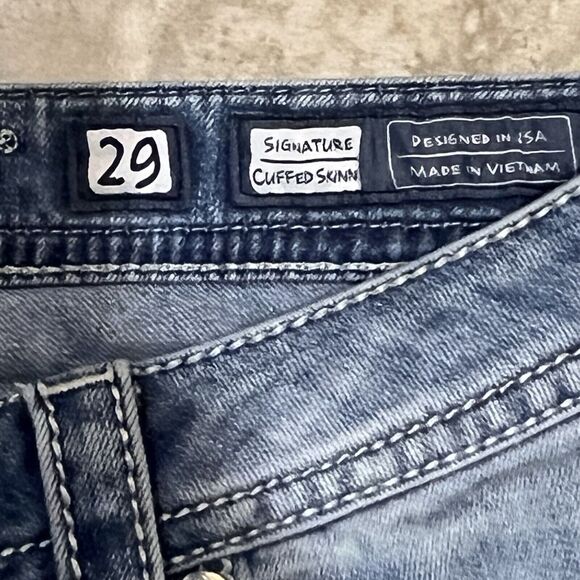 29
SIGNATURE
CUFFED SKINN
DESIGNED IN USA
MADE IN VIETNAM